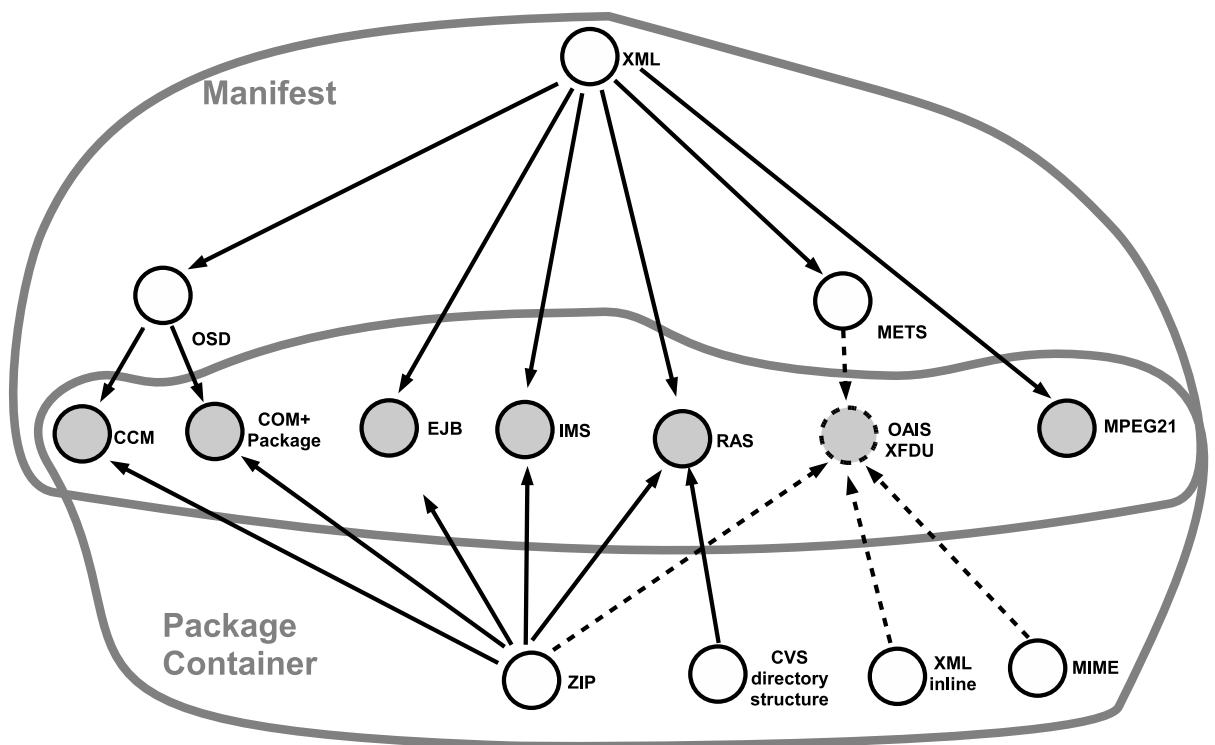 XML
Manifest
OSD
METS
CCM
COM+
Package
EJB
IMS
RAS
OAIS
XFDU
MPEG21
Package
Container
ZIP
CVS
directory
structure
XML
inline
MIME